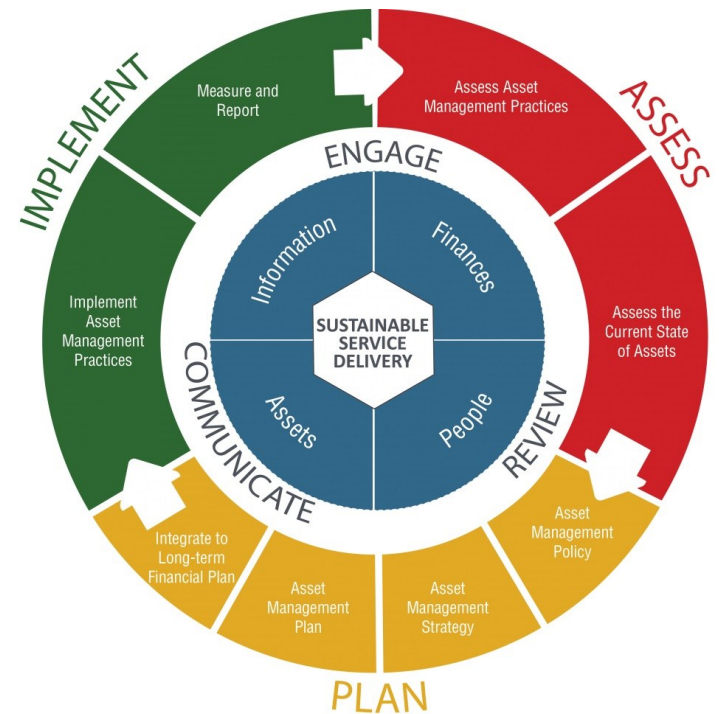 IMPLEMENT
Measure and
Report
Assess Asset
Management Practices
ASSESS
ENGAGE
Information
Finances
Implement
Asset
Management
Practices
SUSTAINABLE
SERVICE
DELIVERY
Assess the
Current State
of Assets
COMMUNICATE
Assets
People
REVIEW
Integrate to
Long-term
Financial Plan
Asset
Management
Plan
Asset
Management
Strategy
Asset
Management
Policy
PLAN